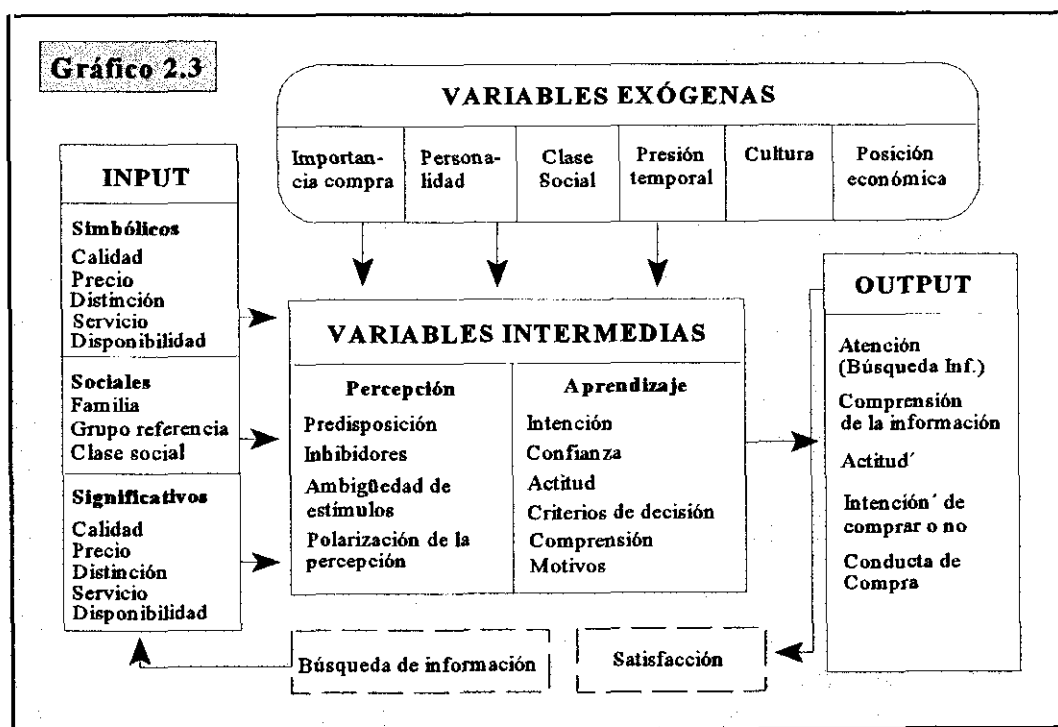 Gráfico 2.3
VARIABLES EXÓGENAS
Importan-
cia compra
Persona-
lidad
Clase
Social
Presión
temporal
Cultura
Posición
económica
INPUT
Simbólicos
Calidad
Precio
Distinción
Servicio
Disponibilidad
Sociales
Familia
Grupo referencia
Clase social
Significativos
Calidad
Precio
Distinción
Servicio
Disponibilidad
VARIABLES INTERMEDIAS
Percepción
Predisposición
Inhibidores
Ambigüedad de
estímulos
Polarización de la
percepción
Aprendizaje
Intención
Confianza
Actitud
Criterios de decisión
Comprensión
Motivos
OUTPUT
Atención
(Búsqueda Inf.)
Comprensión
de la información
Actitud´
Intención´ de
comprar o no
Conducta de
Compra
Búsqueda de información
Satisfacción